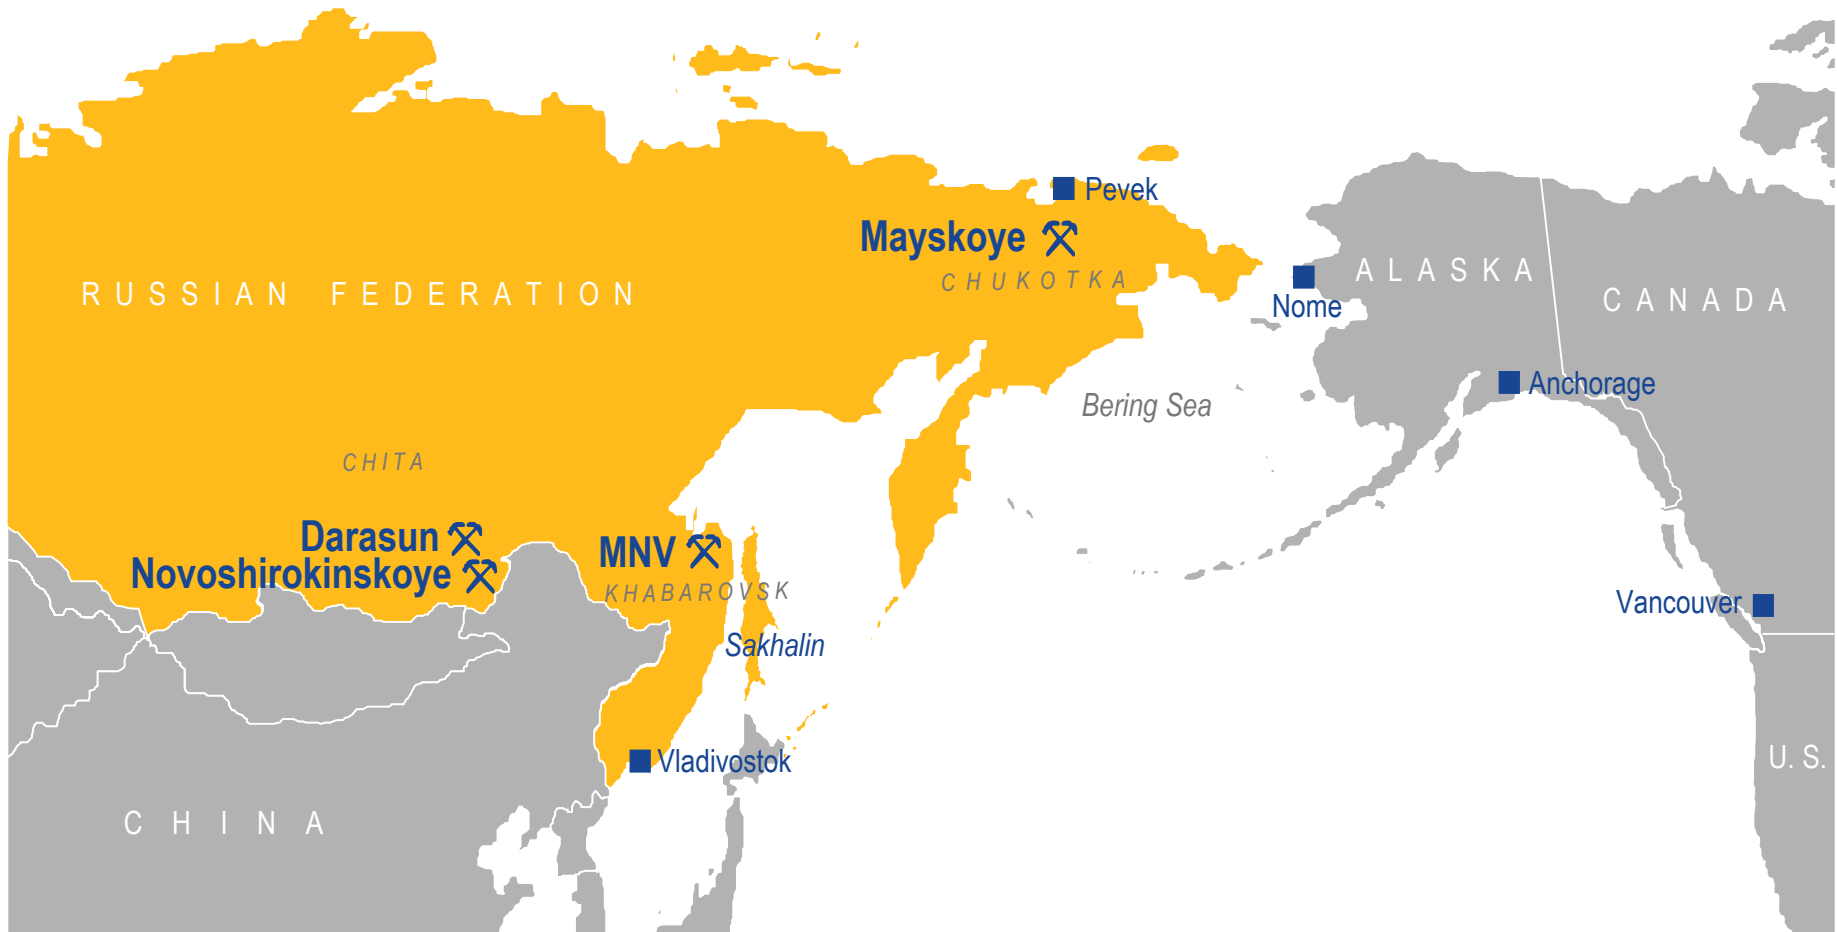 Pevek
Mayskoye
CHUKOTKA
RUSSIAN FEDERATION
ALASKA
CANADA
Nome
Anchorage
Bering Sea
CHITA
Darasun
MNV
Novoshirokinskoye
KHABAROVSK
Vancouver
Sakhalin
Vladivostok
U.S.
CHINA